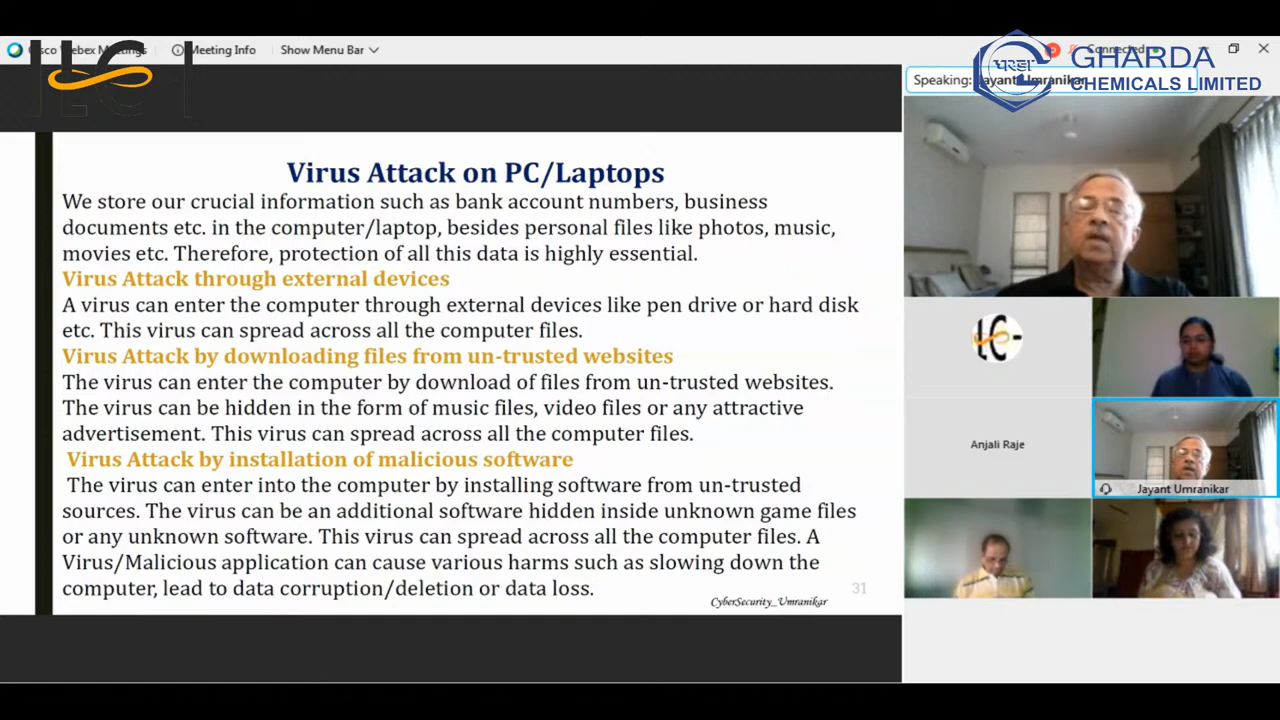 Cisco Webex Meetings
Meeting Info
Show Menu Bar
Connected
ILCI
घरडा
GHARDA
CHEMICALS LIMITED
Speaking: Jayant Umranikar
Virus Attack on PC/Laptops
We store our crucial information such as bank account numbers, business
documents etc. in the computer/laptop, besides personal files like photos, music,
movies etc. Therefore, protection of all this data is highly essential.
Virus Attack through external devices
A virus can enter the computer through external devices like pen drive or hard disk
etc. This virus can spread across all the computer files.
Virus Attack by downloading files from un-trusted websites
The virus can enter the computer by download of files from un-trusted websites.
The virus can be hidden in the form of music files, video files or any attractive
advertisement. This virus can spread across all the computer files.
Virus Attack by installation of malicious software
The virus can enter into the computer by installing software from un-trusted
sources. The virus can be an additional software hidden inside unknown game files
or any unknown software. This virus can spread across all the computer files. A
Virus/Malicious application can cause various harms such as slowing down the
computer, lead to data corruption/deletion or data loss.
CyberSecurity_Umranikar
31
Anjali Raje
Jayant Umranikar